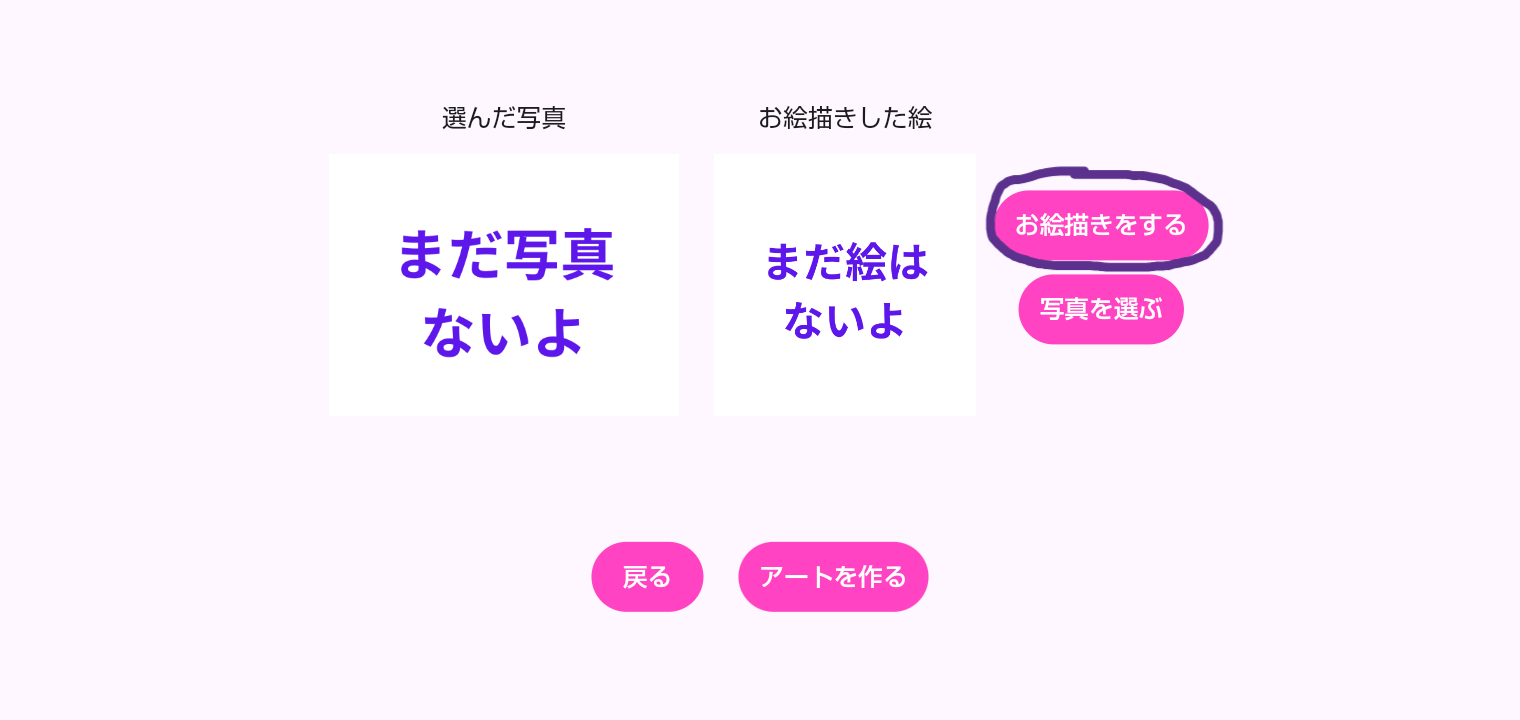 選んだ写真
お絵描きした絵
まだ写真
ないよ
まだ絵は
ないよ
お絵描きをする
写真を選ぶ
戻る
アートを作る